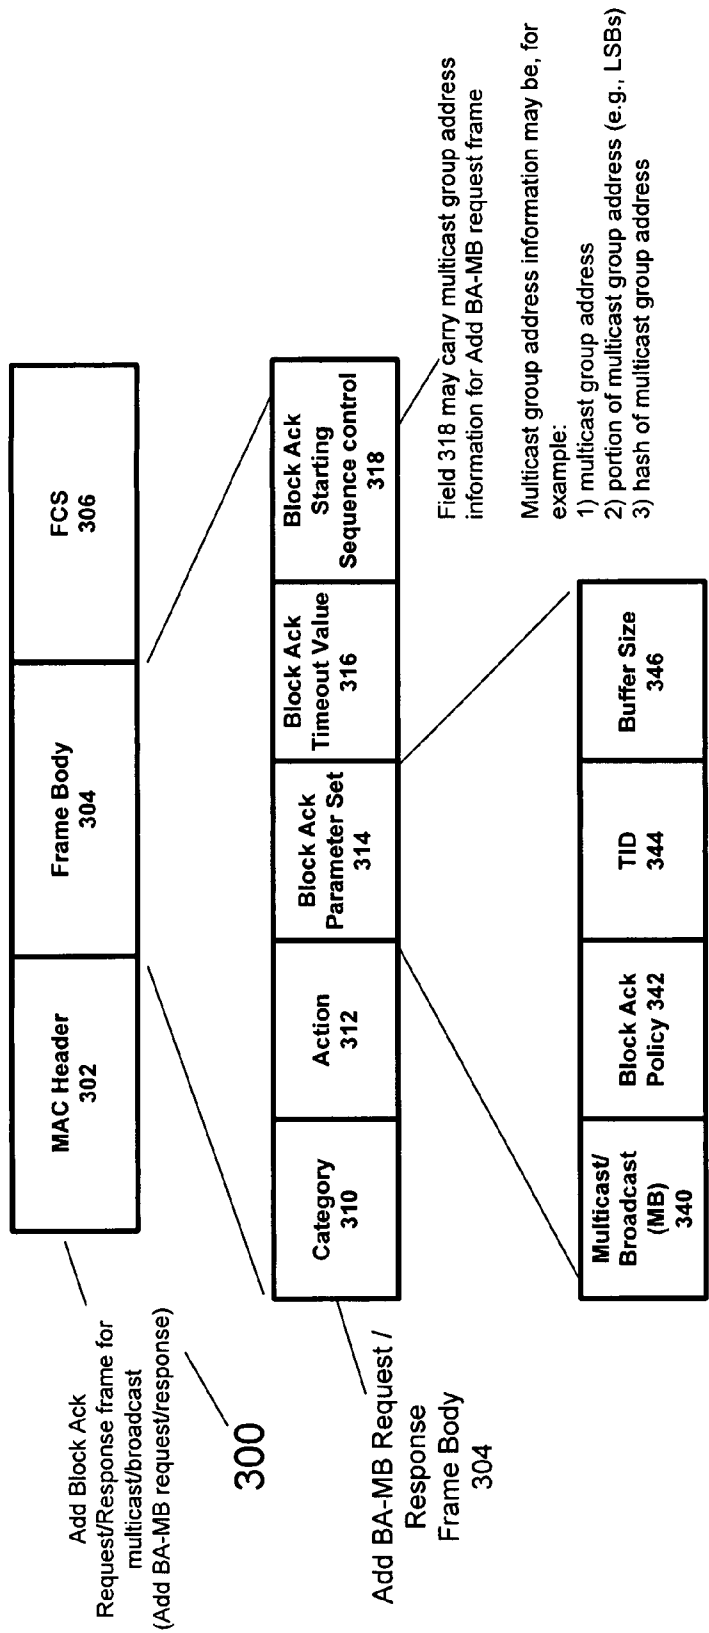 Add Block Ack
Request/Response frame for
multicast/broadcast
(Add BA-MB request/response)
300
MAC Header
302
Frame Body
304
FCS
306
Add BA-MB Request /
Response
Frame Body
304
Category
310
Action
312
Block Ack
Parameter Set
314
Block Ack
Timeout Value
316
Block Ack
Starting
Sequence control
318
Field 318 may carry multicast group address
information for Add BA-MB request frame
Multicast group address information may be, for
example:
1) multicast group address
2) portion of multicast group address (e.g., LSBs)
3) hash of multicast group address
Multicast/
Broadcast
(MB)
340
Block Ack
Policy 342
TID
344
Buffer Size
346